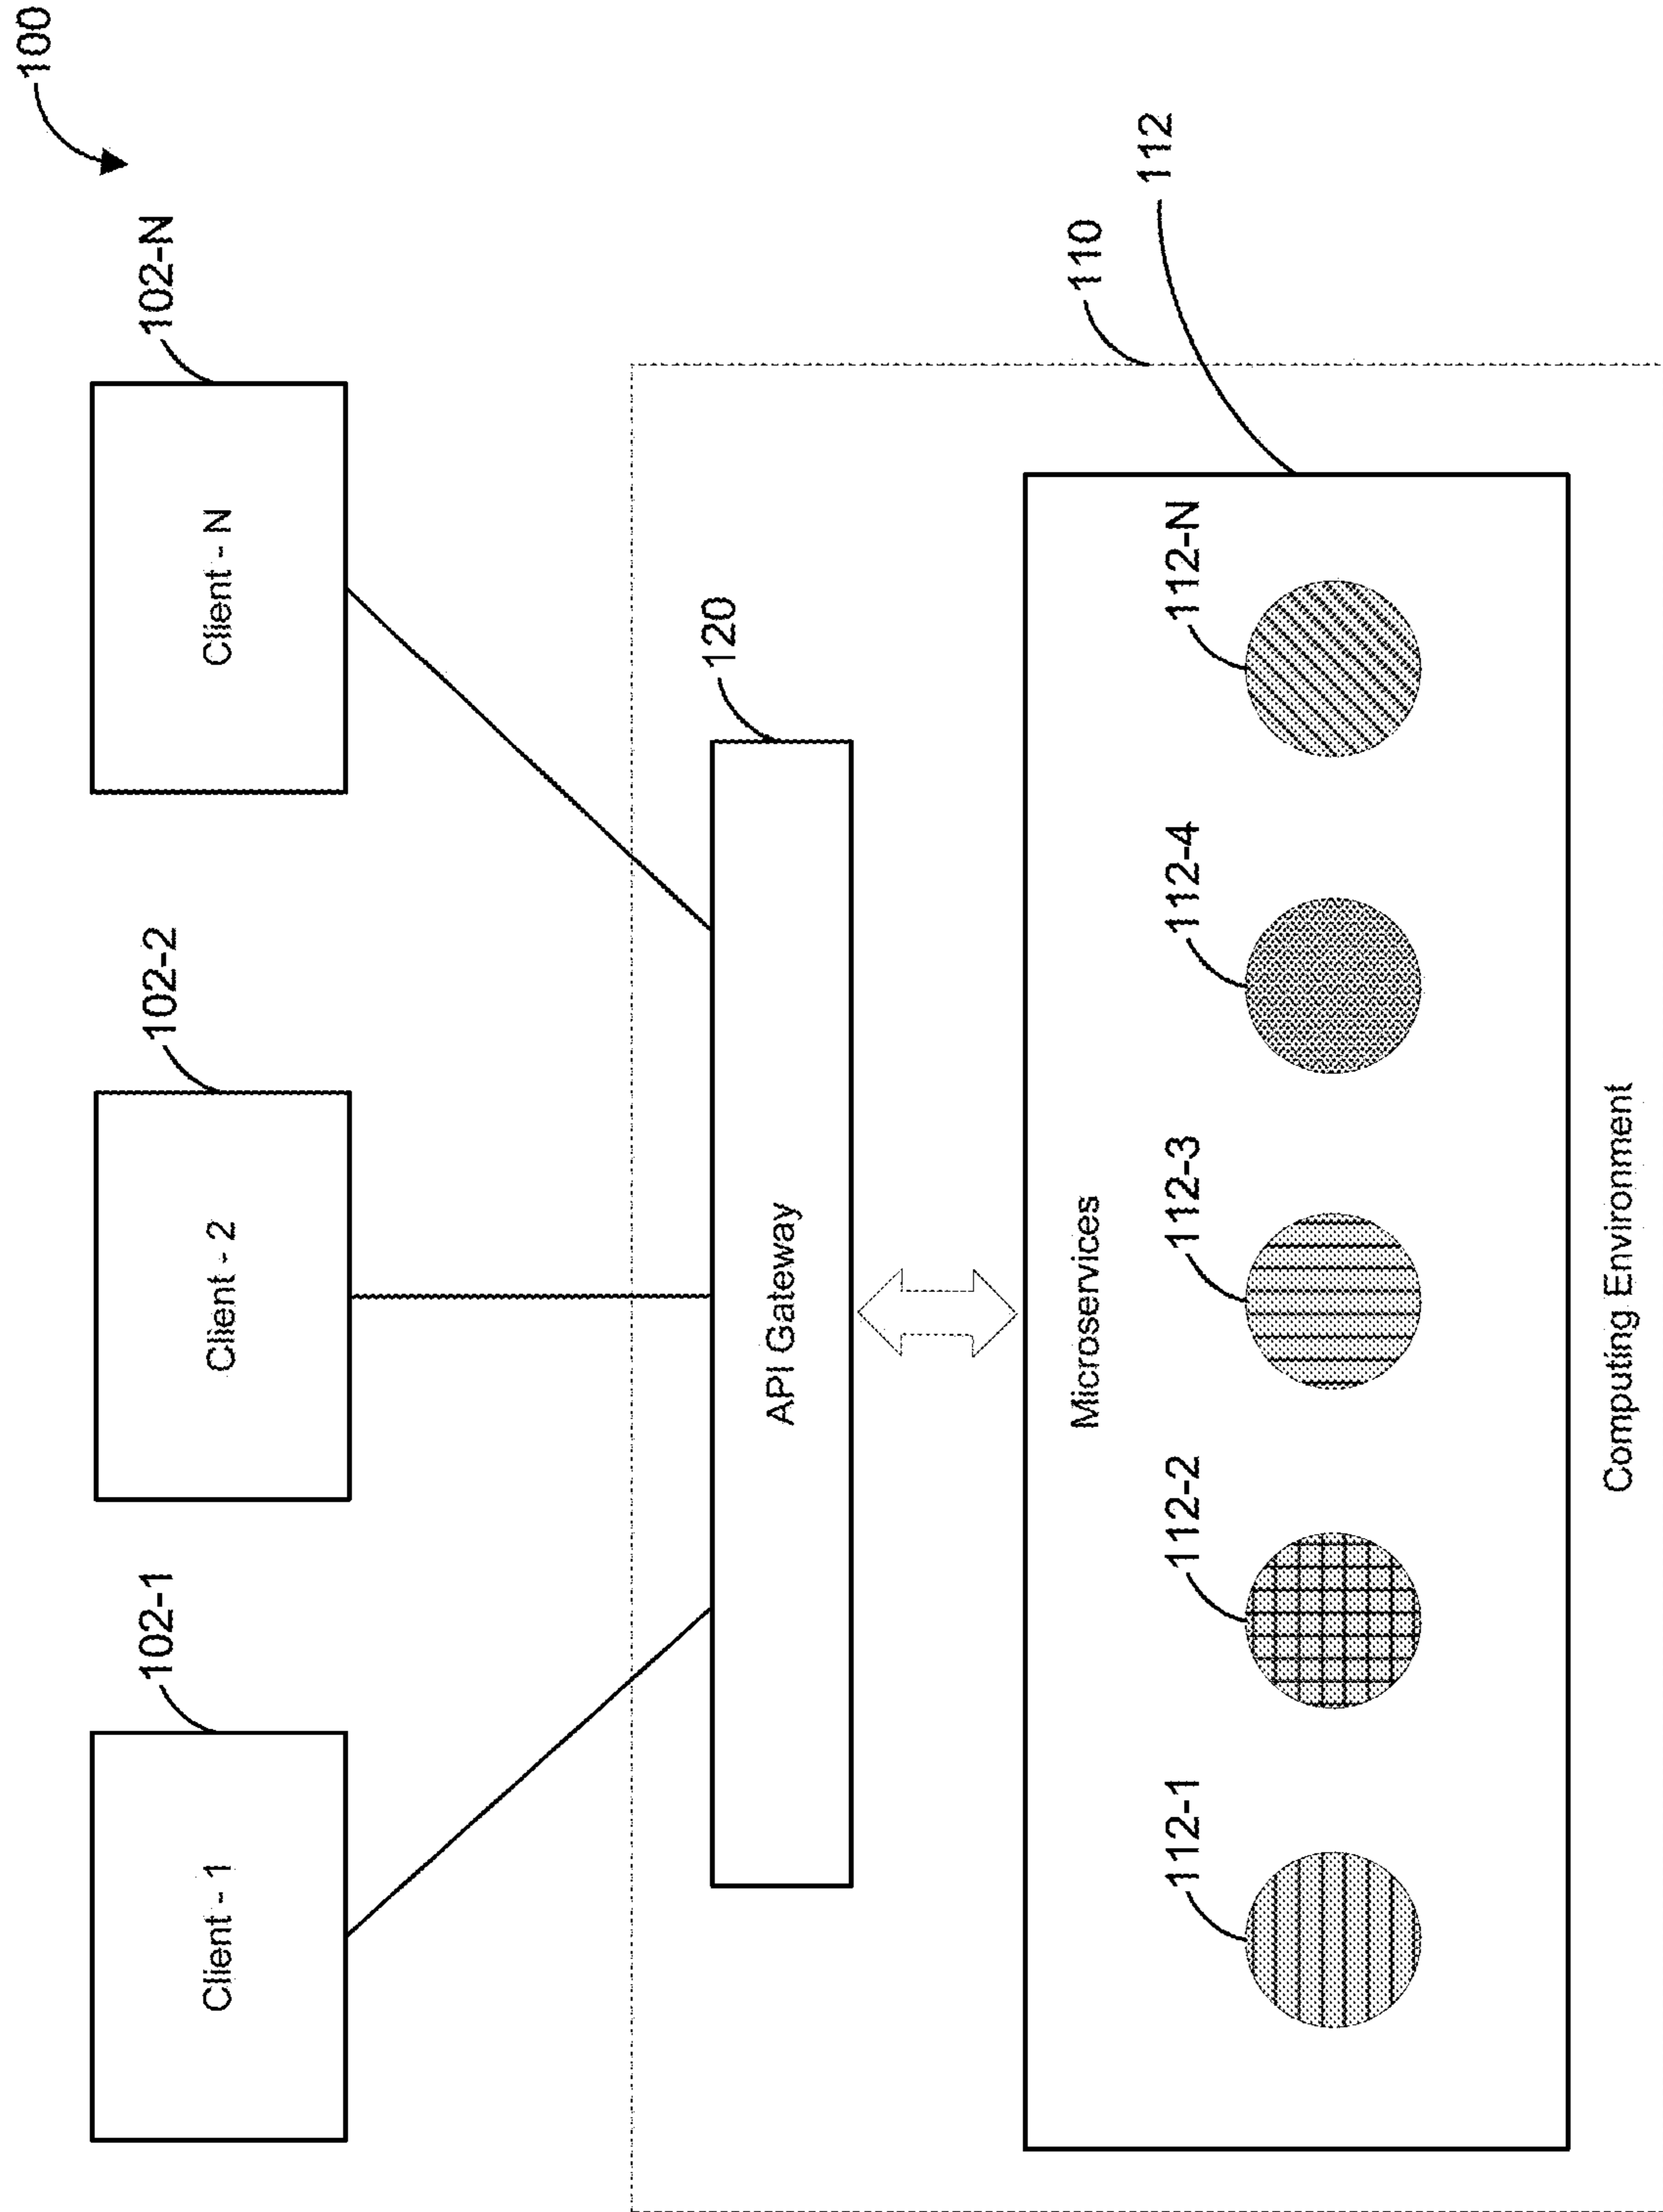 100
102-1
102-2
102-N
Client - 1
Client - 2
Client - N
120
API Gateway
110
112
Microservices
112-1
112-2
112-3
112-4
112-N
Computing Environment